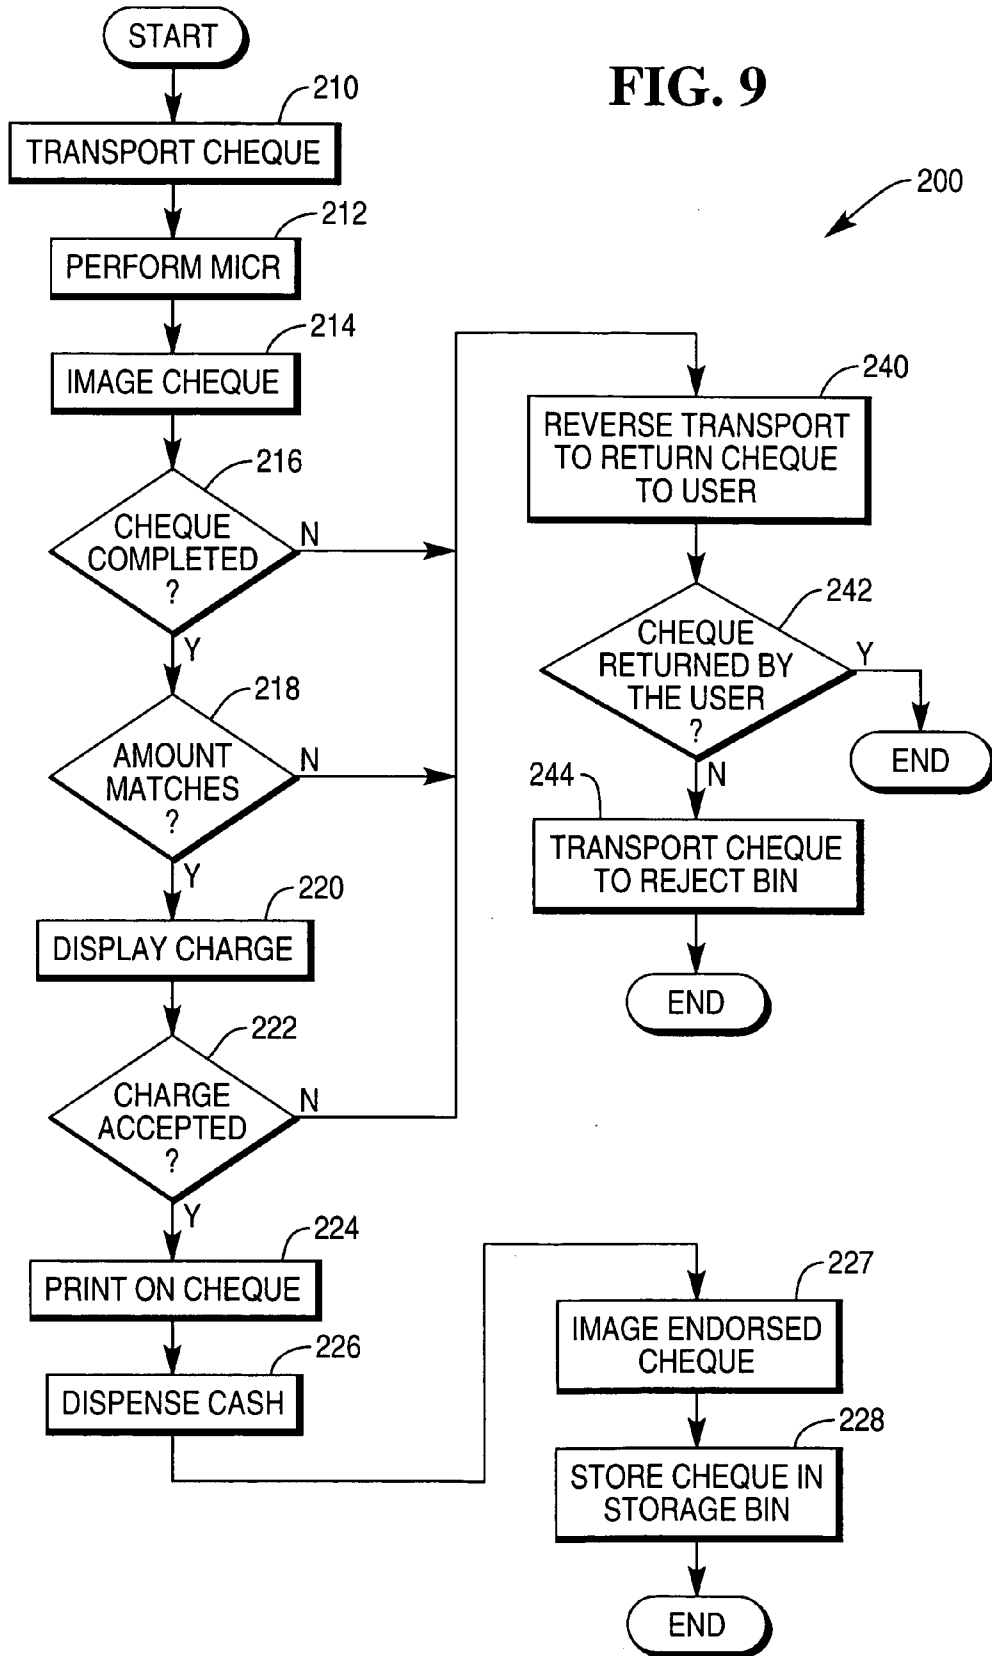 START
FIG. 9
210
TRANSPORT CHEQUE
200
212
PERFORM MICR
214
IMAGE CHEQUE
216
CHEQUE
COMPLETED
?
N
Y
218
AMOUNT
MATCHES
?
N
Y
220
DISPLAY CHARGE
222
CHARGE
ACCEPTED
?
N
Y
224
PRINT ON CHEQUE
226
DISPENSE CASH
240
REVERSE TRANSPORT
TO RETURN CHEQUE
TO USER
242
CHEQUE
RETURNED BY
THE USER
?
Y
END
N
244
TRANSPORT CHEQUE
TO REJECT BIN
END
227
IMAGE ENDORSED
CHEQUE
228
STORE CHEQUE IN
STORAGE BIN
END